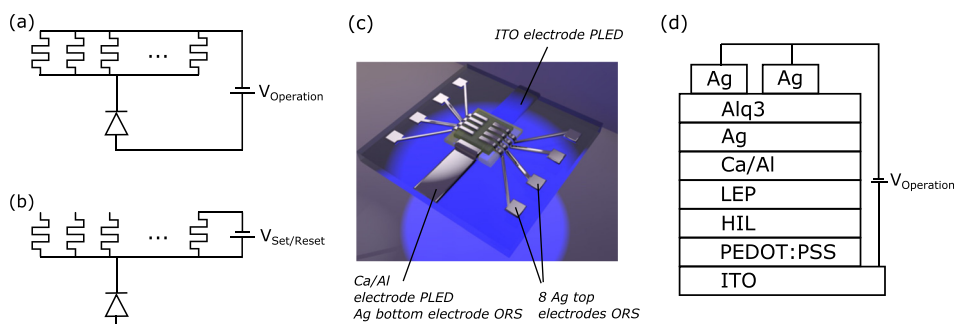 (a)
...
V_Operation
(b)
...
V_Set/Reset
(c)
ITO electrode PLED
Ca/Al
electrode PLED
Ag bottom electrode ORS
8 Ag top
electrodes ORS
(d)
Ag Ag
Alq3
Ag
Ca/Al
LEP
HIL
PEDOT:PSS
ITO
V_Operation